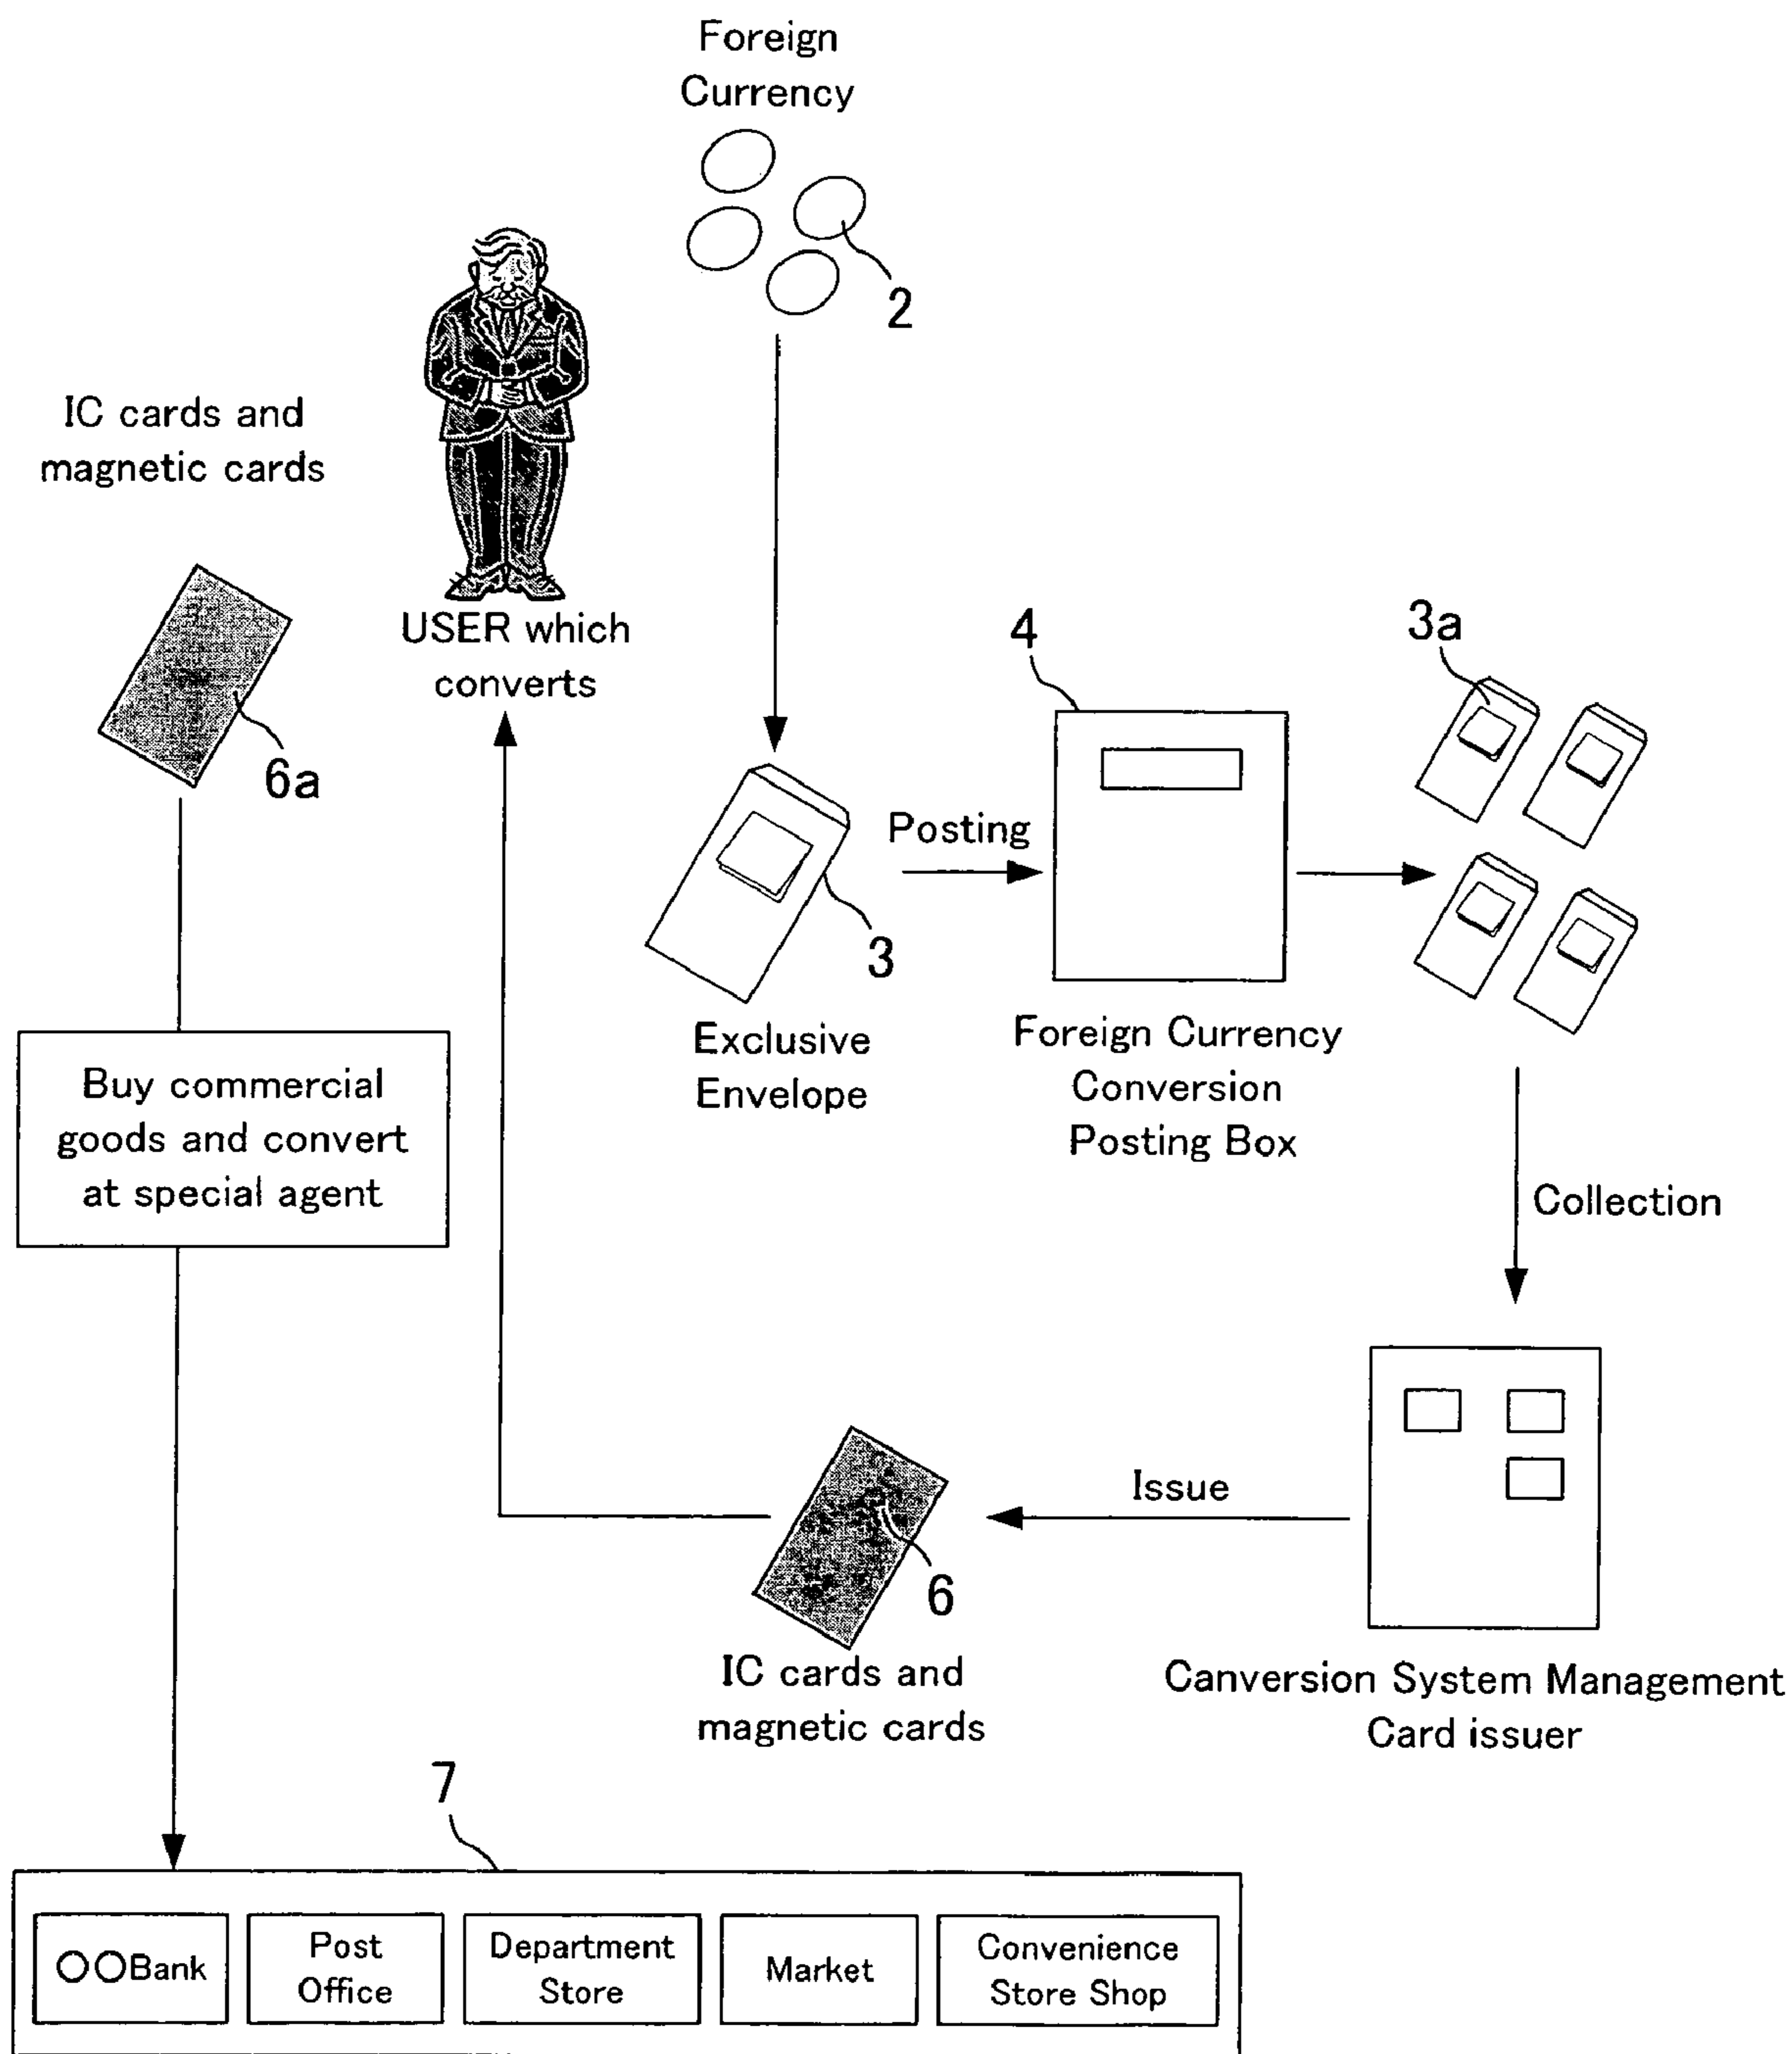 Foreign
Currency
2
IC cards and
magnetic cards
USER which
converts
6a
4
3a
Posting
3
Exclusive
Envelope
Foreign Currency
Conversion
Posting Box
Buy commercial
goods and convert
at special agent
Collection
Issue
6
IC cards and
magnetic cards
Canversion System Management
Card issuer
7
○○Bank
Post
Office
Department
Store
Market
Convenience
Store Shop